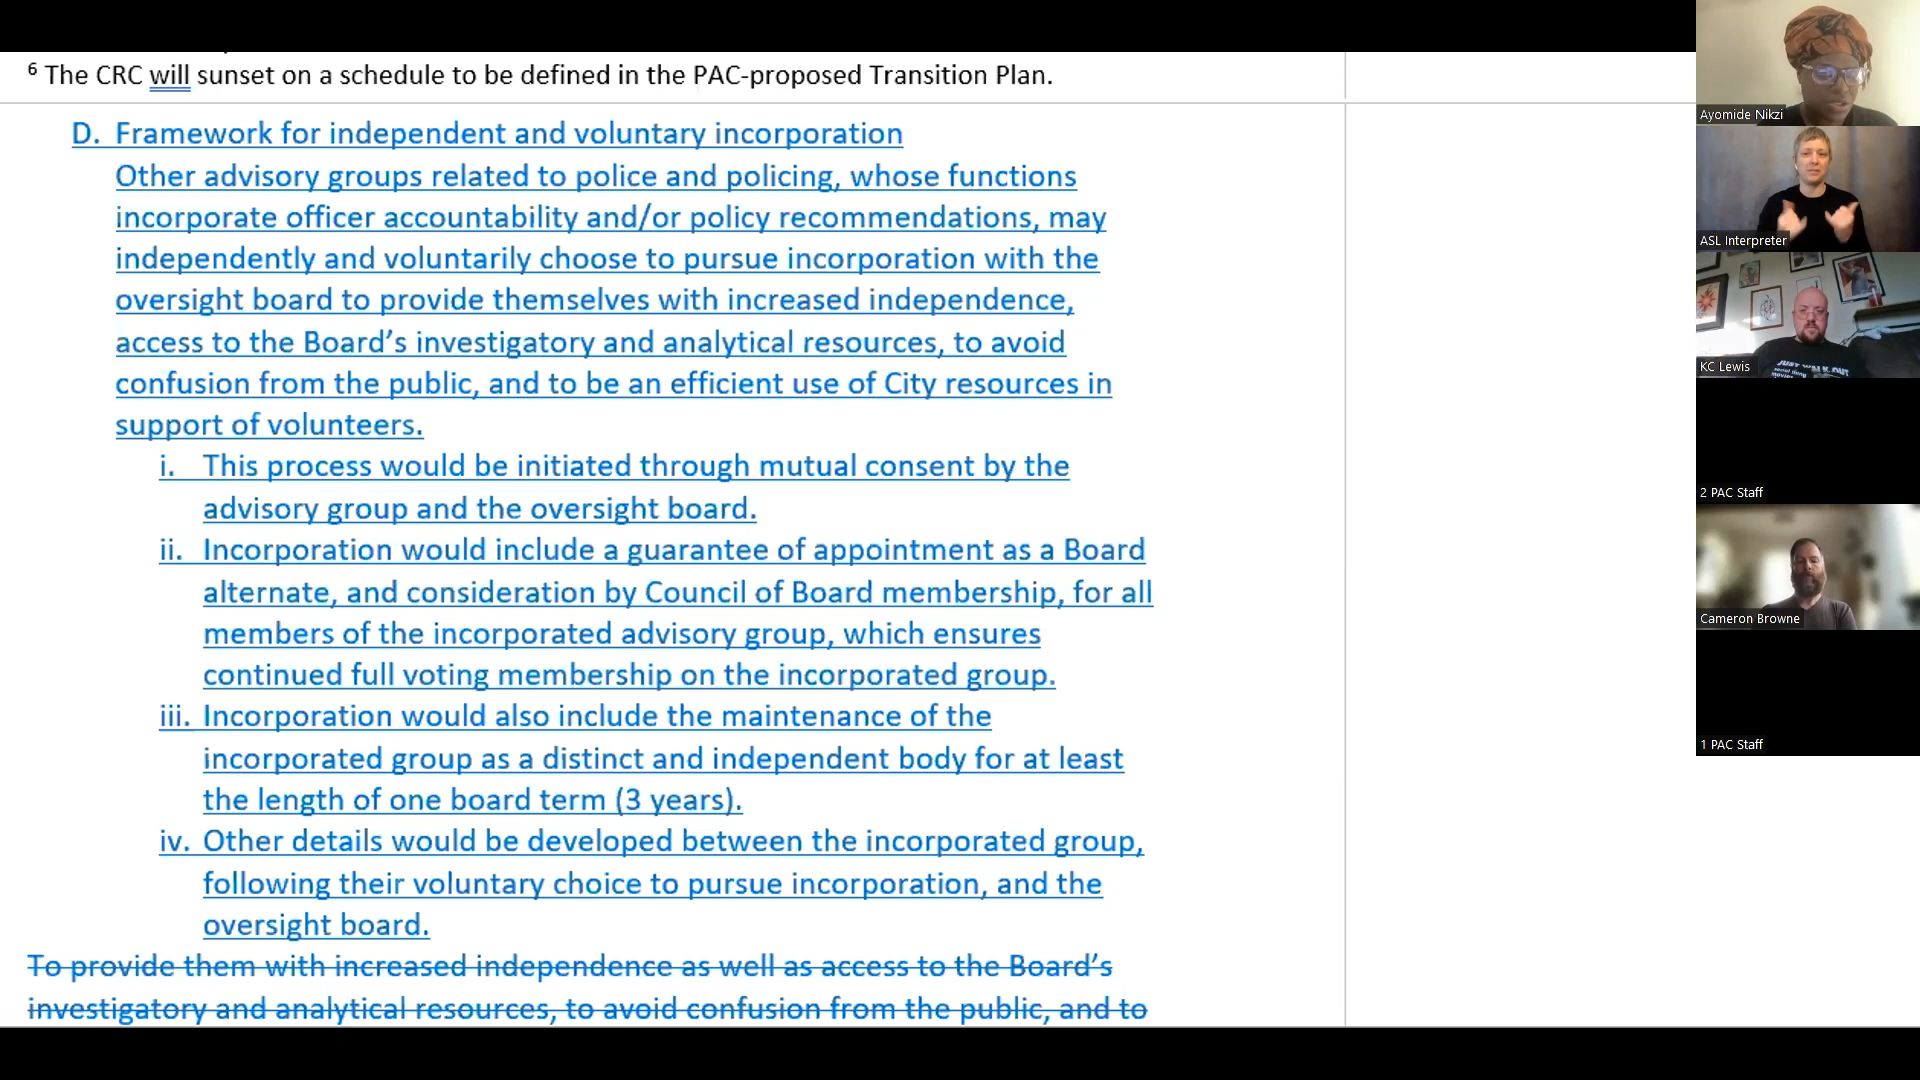 6 The CRC will sunset on a schedule to be defined in the PAC-proposed Transition Plan.
D. Framework for independent and voluntary incorporation
Other advisory groups related to police and policing, whose functions
incorporate officer accountability and/or policy recommendations, may
independently and voluntarily choose to pursue incorporation with the
oversight board to provide themselves with increased independence,
access to the Board’s investigatory and analytical resources, to avoid
confusion from the public, and to be an efficient use of City resources in
support of volunteers.
i. This process would be initiated through mutual consent by the
advisory group and the oversight board.
ii. Incorporation would include a guarantee of appointment as a Board
alternate, and consideration by Council of Board membership, for all
members of the incorporated advisory group, which ensures
continued full voting membership on the incorporated group.
iii. Incorporation would also include the maintenance of the
incorporated group as a distinct and independent body for at least
the length of one board term (3 years).
iv. Other details would be developed between the incorporated group,
following their voluntary choice to pursue incorporation, and the
oversight board.
To provide them with increased independence as well as access to the Board’s
investigatory and analytical resources, to avoid confusion from the public, and to
Ayomide Nikzi
ASL Interpreter
JUST WALK OUT
KC Lewis
2 PAC Staff
Cameron Browne
1 PAC Staff